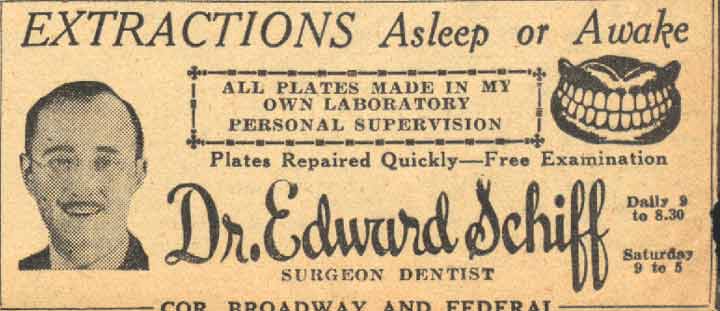 EXTRACTIONS Asleep or Awake
ALL PLATES MADE IN MY
OWN LABORATORY
PERSONAL SUPERVISION
Plates Repaired Quickly—Free Examination
Dr. Edward Schiff
SURGEON DENTIST
Daily 9
to 8.30
Saturday
9 to 5
COR. BROADWAY AND FEDERAL